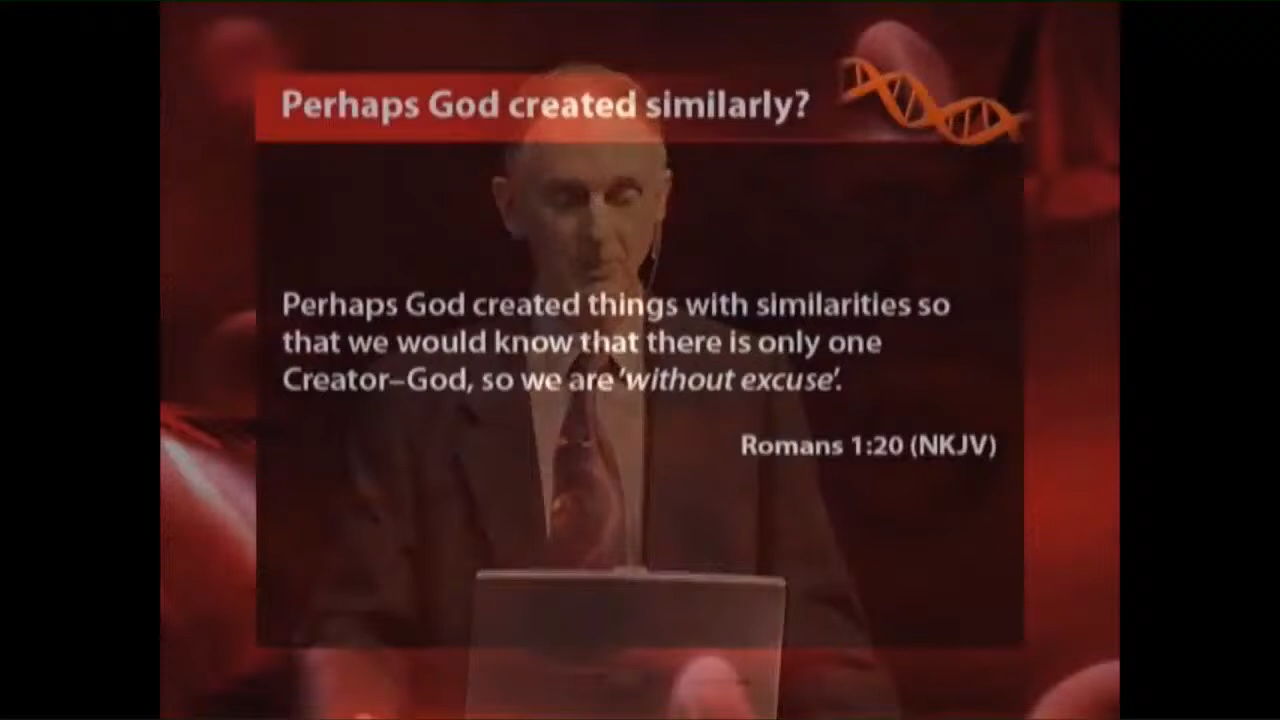 Perhaps God created similarly?
Perhaps God created things with similarities so
that we would know that there is only one
Creator–God, so we are 'without excuse'.
Romans 1:20 (NKJV)